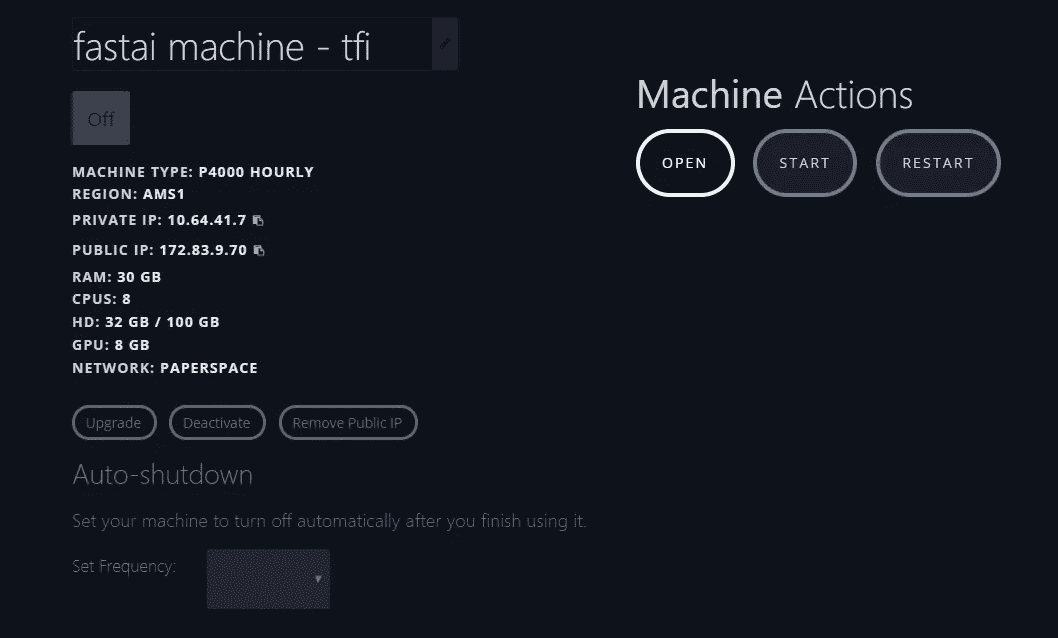 fastai machine - tfi
Off
MACHINE TYPE: P4000 HOURLY
REGION: AMS1
PRIVATE IP: 10.64.41.7
PUBLIC IP: 172.83.9.70
RAM: 30 GB
CPUS: 8
HD: 32 GB / 100 GB
GPU: 8 GB
NETWORK: PAPERSPACE
Upgrade Deactivate Remove Public IP
Auto-shutdown
Set your machine to turn off automatically after you finish using it.
Set Frequency:
Machine Actions
OPEN START RESTART